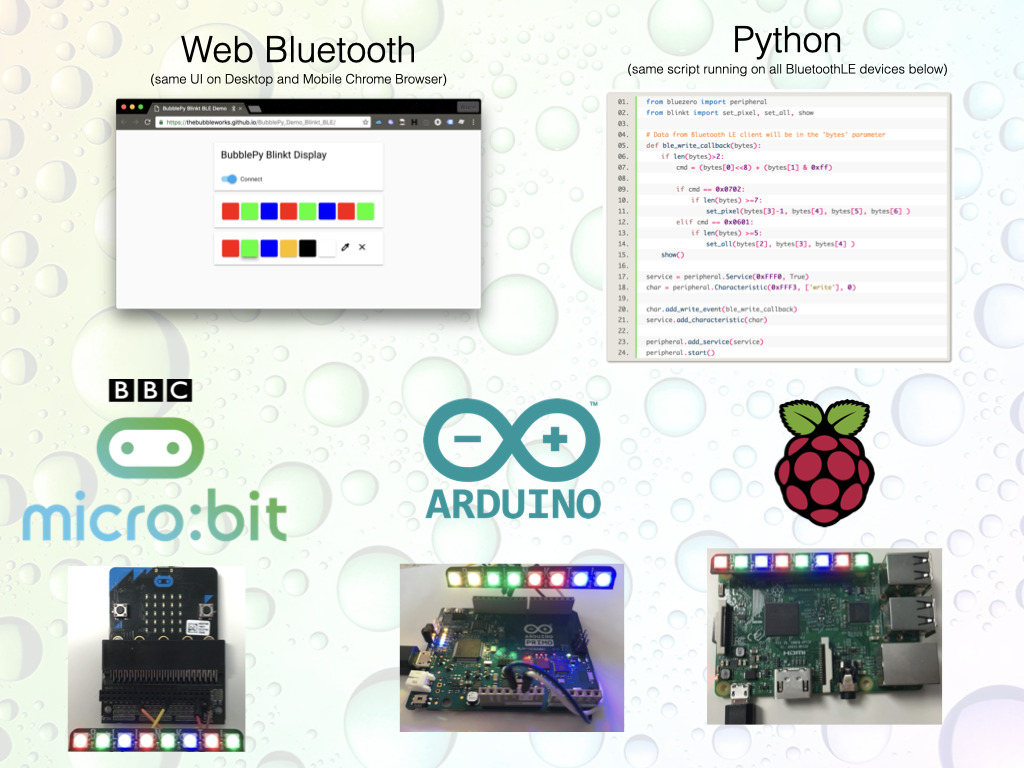 Web Bluetooth
(same UI on Desktop and Mobile Chrome Browser)
Python
(same script running on all BluetoothLE devices below)
BubblePy Blinkt BLE Demo
https://thebubbleworks.github.io/BubblePy_Demo_Blinkt_BLE/
BubblePy Blinkt Display
Connect
01. from bluezero import peripheral
02. from blinkt import set_pixel, set_all, show
03.
04. # Data from Bluetooth LE client will be in the 'bytes' parameter
05. def ble_write_callback(bytes):
06. if len(bytes)>2:
07. cmd = (bytes[0]<<8) + (bytes[1] & 0xff)
08.
09. if cmd == 0x0702:
10. if len(bytes) >=7:
11. set_pixel(bytes[3]-1, bytes[4], bytes[5], bytes[6] )
12. elif cmd == 0x0601:
13. if len(bytes) >=5:
14. set_all(bytes[2], bytes[3], bytes[4] )
15. show()
16.
17. service = peripheral.Service(0xFFF0, True)
18. char = peripheral.Characteristic(0xFFF3, ['write'], 0)
19.
20. char.add_write_event(ble_write_callback)
21. service.add_characteristic(char)
22.
23. peripheral.add_service(service)
24. peripheral.start()
BBC
micro:bit
TM
ARDUINO
ARDUINO
PRIMO
HDMI